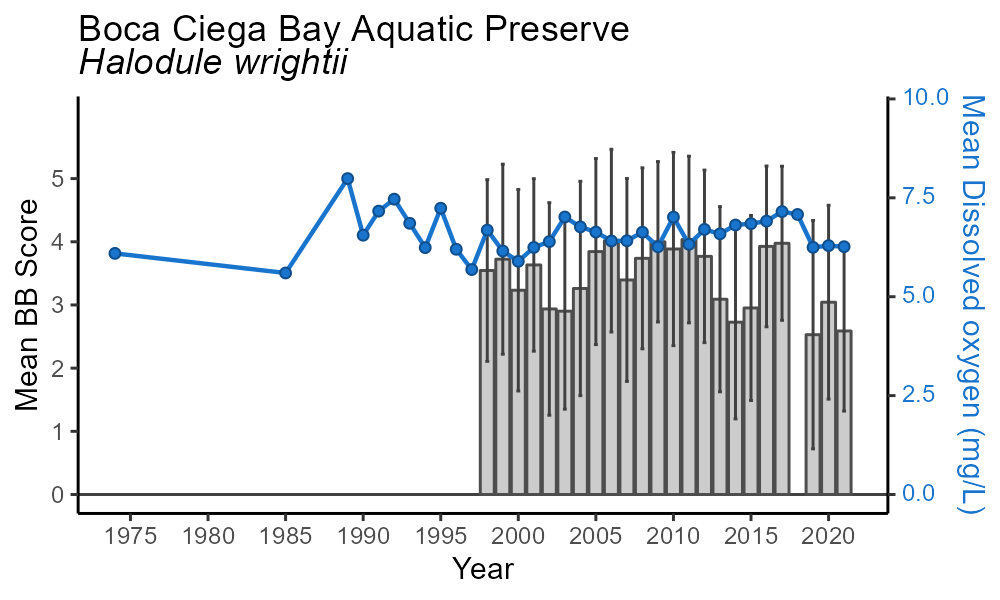 Boca Ciega Bay Aquatic Preserve
Halodule wrightii
Mean BB Score
5
4
3
2
1
0
10.0
7.5
5.0
2.5
0.0
Mean Dissolved oxygen (mg/L)
1975 1980 1985 1990 1995 2000 2005 2010 2015 2020
Year